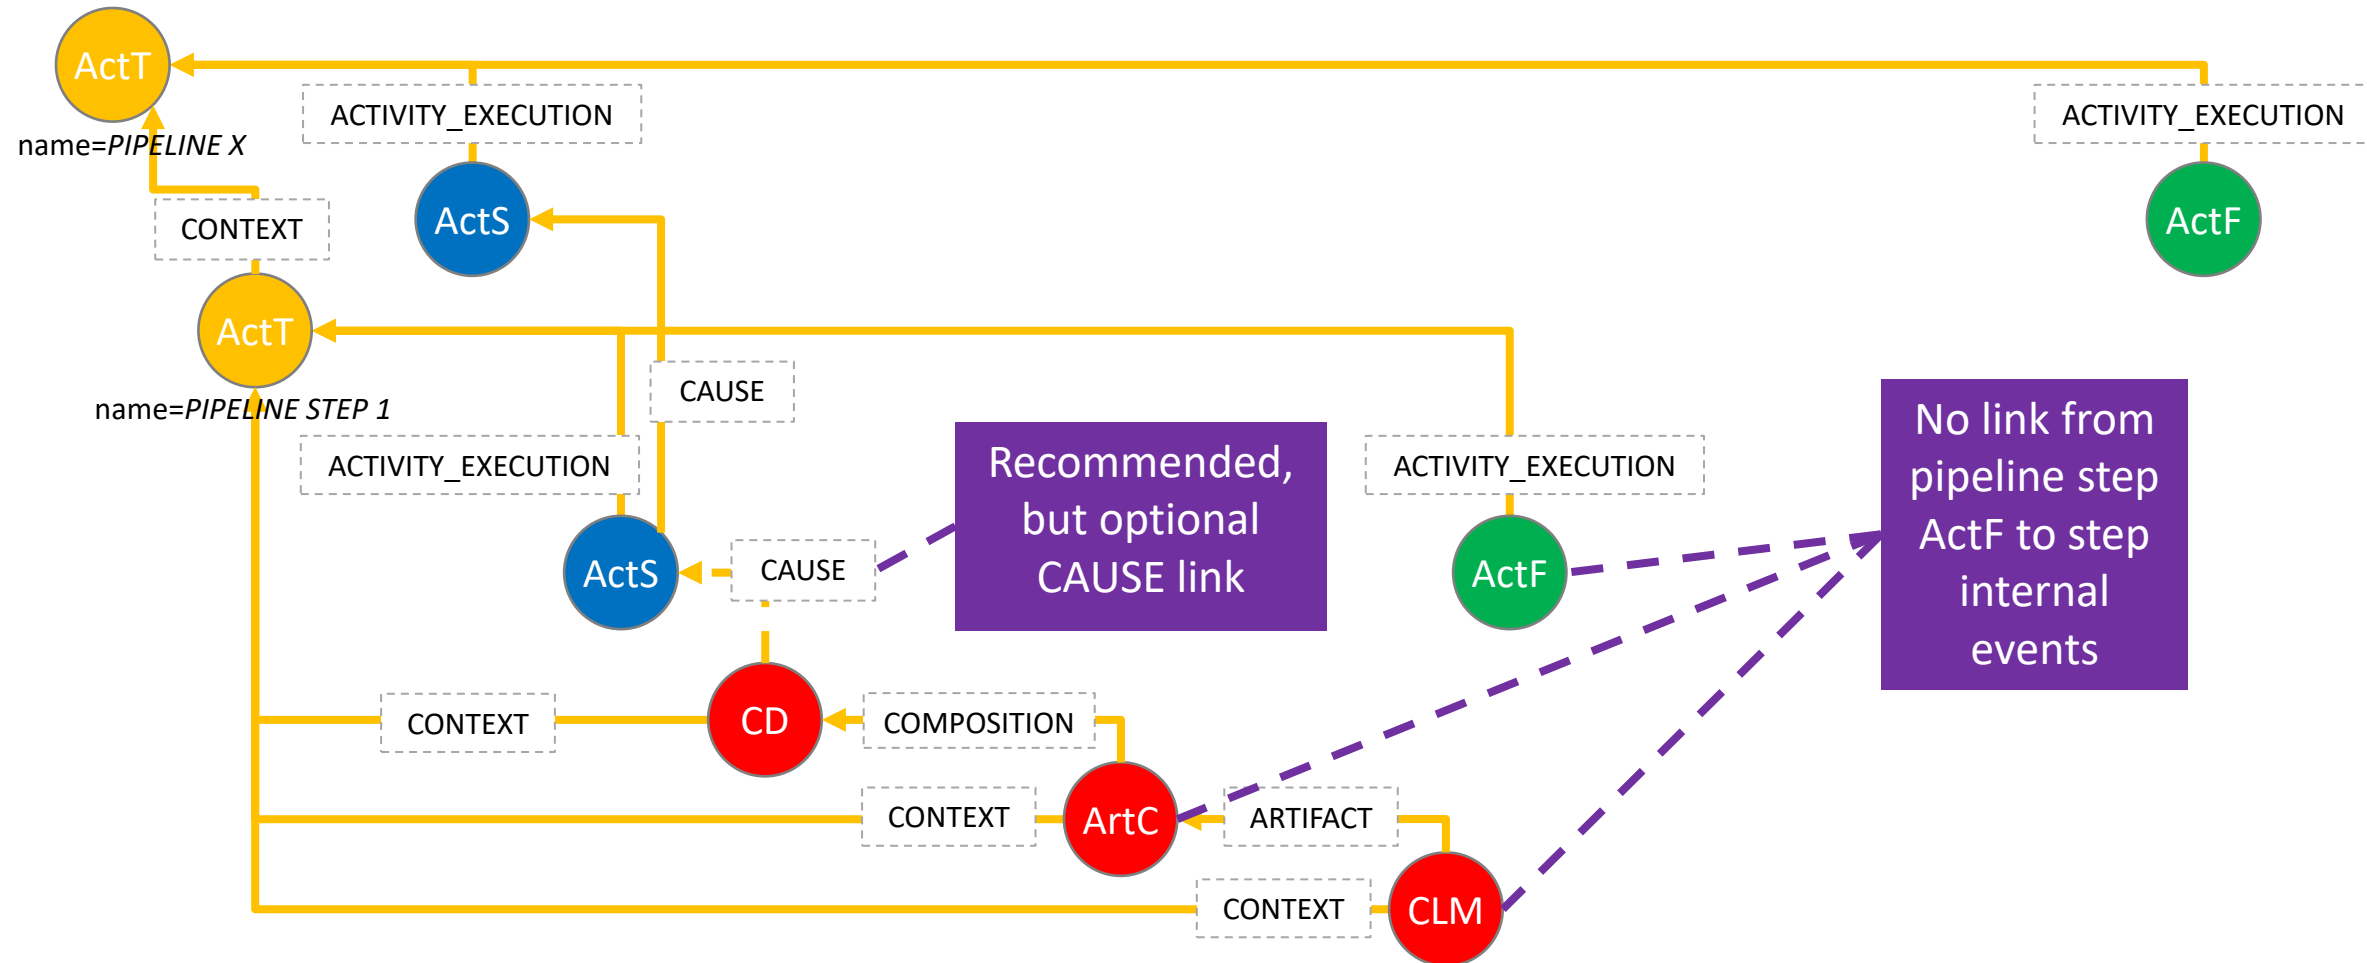 ActT
ACTIVITY_EXECUTION
ACTIVITY_EXECUTION
name=PIPELINE X
CONTEXT
ActS
ActF
ActT
CAUSE
name=PIPELINE STEP 1
ACTIVITY_EXECUTION
Recommended,
but optional
CAUSE link
ACTIVITY_EXECUTION
No link from
pipeline step
ActF to step
internal
events
ActS
CAUSE
ActF
CONTEXT
CD
COMPOSITION
CONTEXT
ArtC
ARTIFACT
CONTEXT
CLM